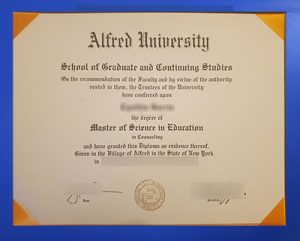 Alfred University
School of Graduate and Continuing Studies
On the recommendation of the Faculty and by virtue of the authority
vested in them, the Trustees of the University
have conferred upon
the degree of
Master of Science in Education
in Counseling
and have granted this Diploma as evidence thereof.
Given in the Village of Alfred in the State of New York
in